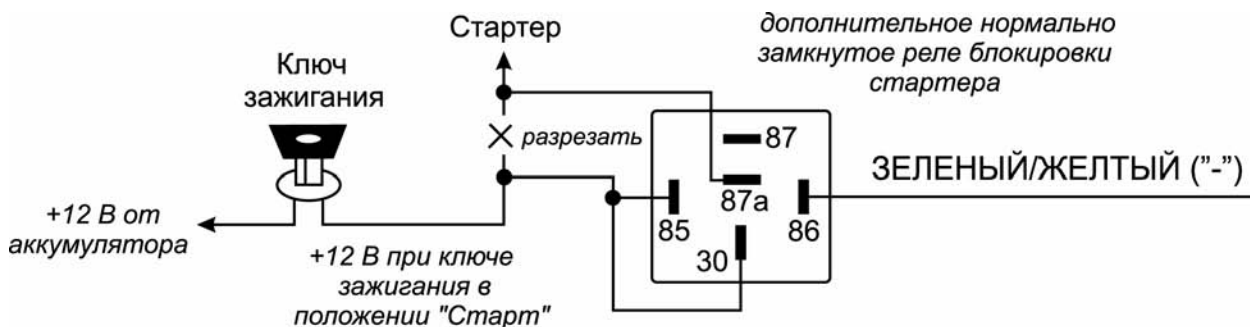 Стартер
дополнительное нормально
замкнутое реле блокировки
стартера
Ключ
зажигания
разрезать
87
87а
85
86
30
ЗЕЛЕНЫЙ/ЖЕЛТЫЙ ("-")
+12 В от
аккумулятора
+12 В при ключе
зажигания в
положении "Старт"